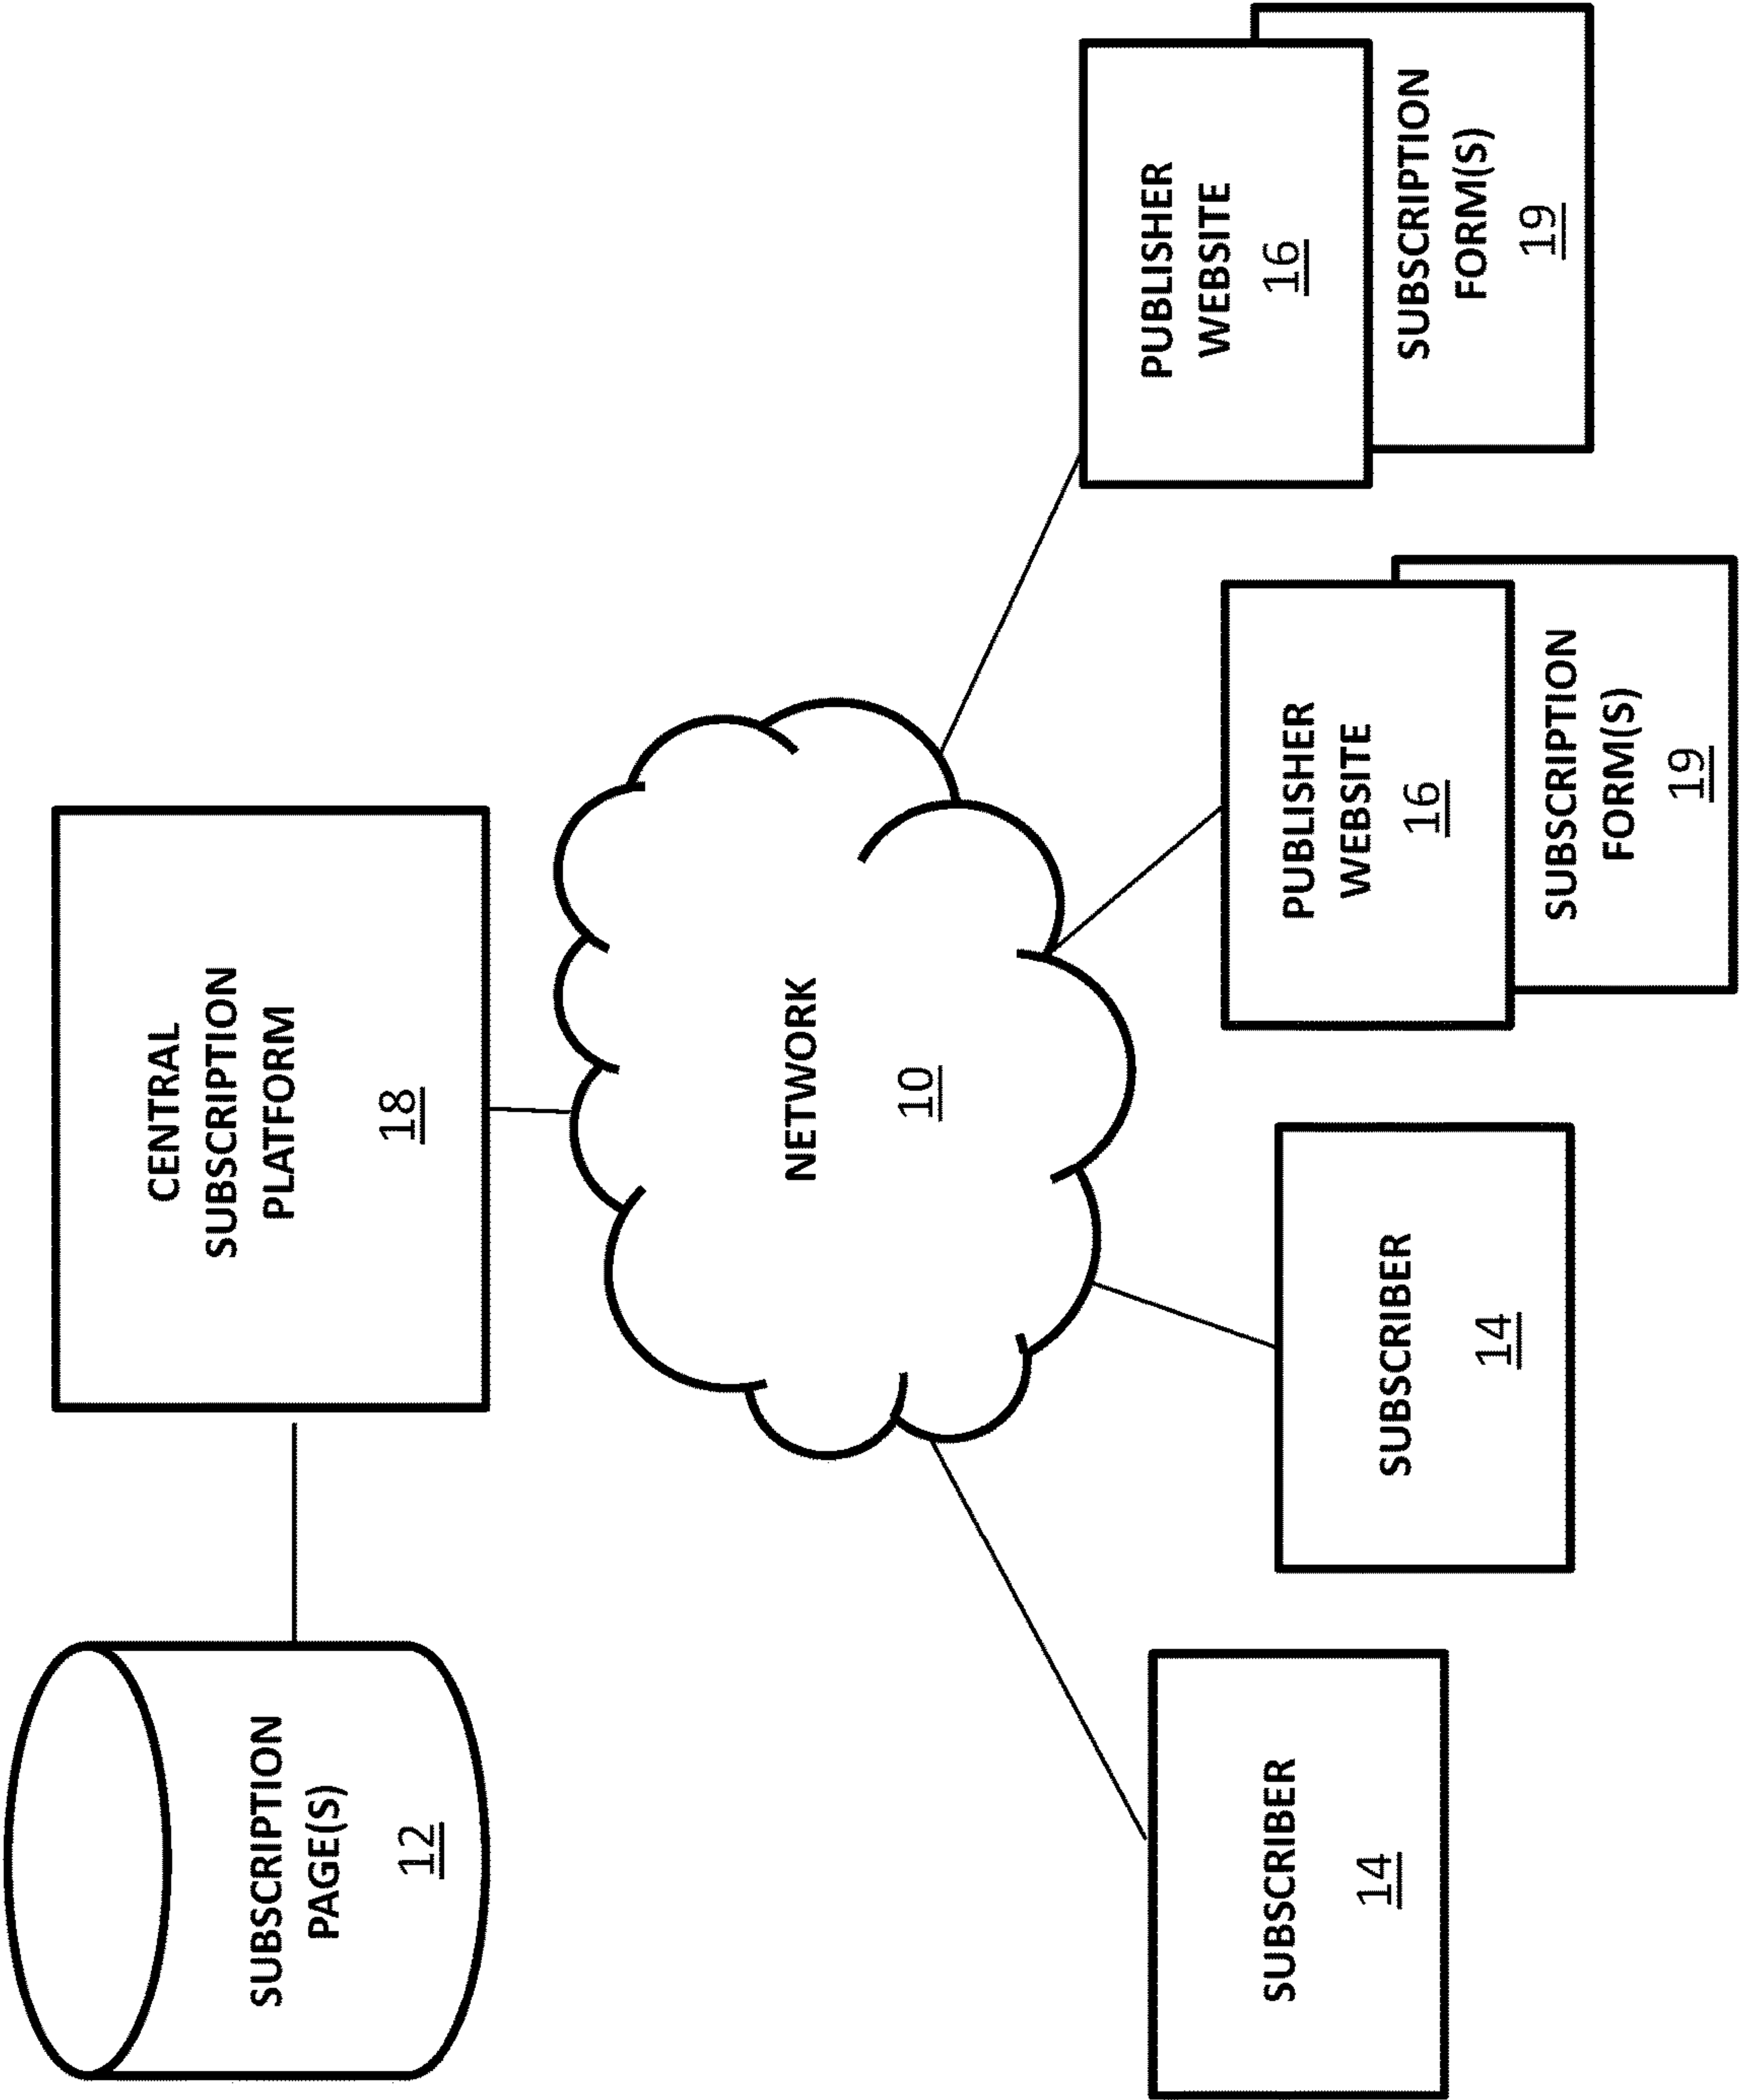 SUBSCRIPTION
PAGE(S)
12
CENTRAL
SUBSCRIPTION
PLATFORM
18
NETWORK
10
SUBSCRIBER
14
SUBSCRIBER
14
PUBLISHER
WEBSITE
16
SUBSCRIPTION
FORM(S)
19
PUBLISHER
WEBSITE
16
SUBSCRIPTION
FORM(S)
19